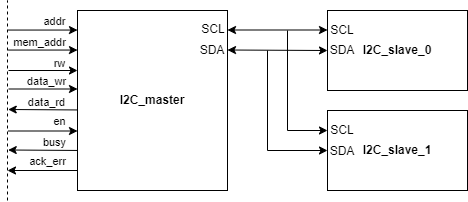 addr
mem_addr
rw
data_wr
data_rd
en
busy
ack_err
I2C_master
SCL
SDA
SCL
SDA I2C_slave_0
SCL
SDA I2C_slave_1